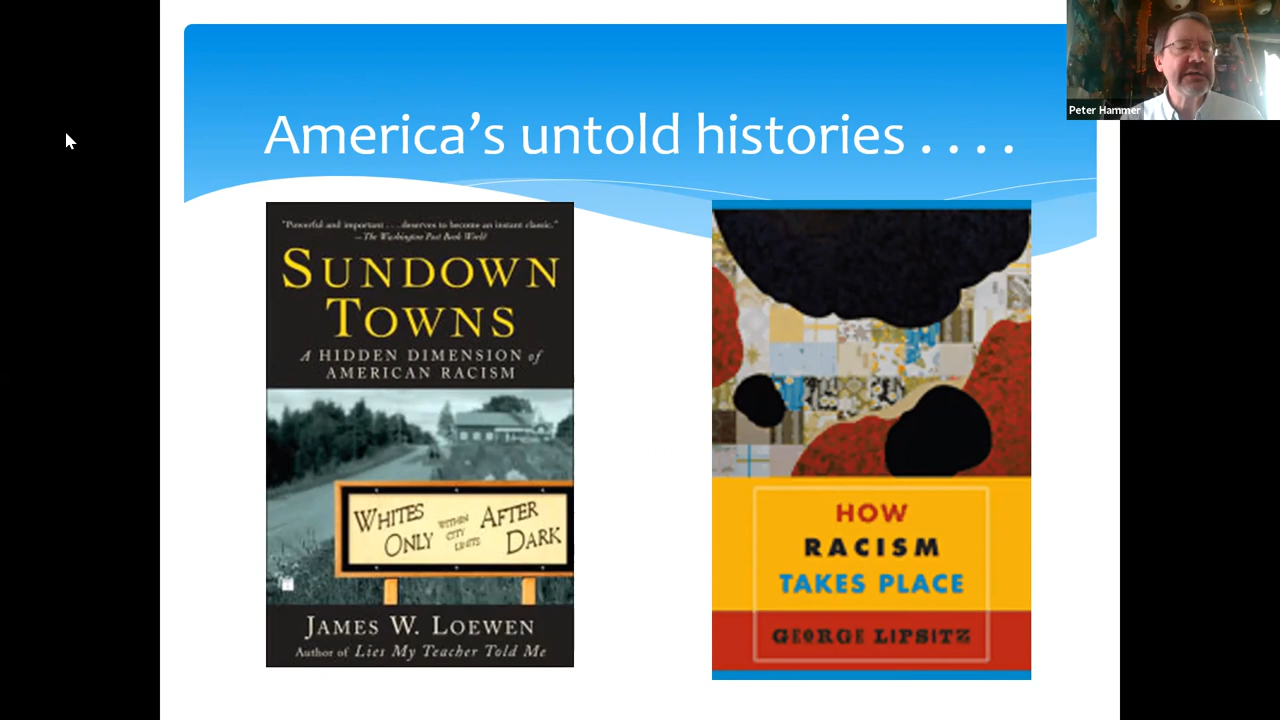 America's untold histories . . . .
Peter Hammer
"Powerful and important . . . deserves to become an instant classic."
—The Washington Post Book World
SUNDOWN
TOWNS
A HIDDEN DIMENSION of
AMERICAN RACISM
WHITES
ONLY
WITHIN
CITY
LIMITS
AFTER
DARK
JAMES W. LOEWEN
Author of Lies My Teacher Told Me
HOW
RACISM
TAKES PLACE
GEORGE LIPSITZ